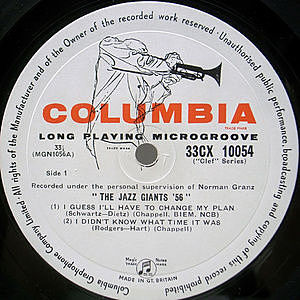 All rights of the Manufacturer and of the Owner of the recorded work reserved · Unauthorised public performance, broadcasting and copying of this record prohibited
Columbia Graphophone Company Limited
COLUMBIA
TRADE MARK
LONG PLAYING MICROGROOVE
33⅓
(MGN1056A)
TRADE MARK
33CX 10054
("Clef" Series)
Side 1
Recorded under the personal supervision of Norman Granz
"THE JAZZ GIANTS '56"
(1) I GUESS I'LL HAVE TO CHANGE MY PLAN
(Schwartz-Dietz) (Chappell, BIEM, NCB)
(2) I DIDN'T KNOW WHAT TIME IT WAS
(Rodgers-Hart) (Chappell)
MADE IN GT. BRITAIN